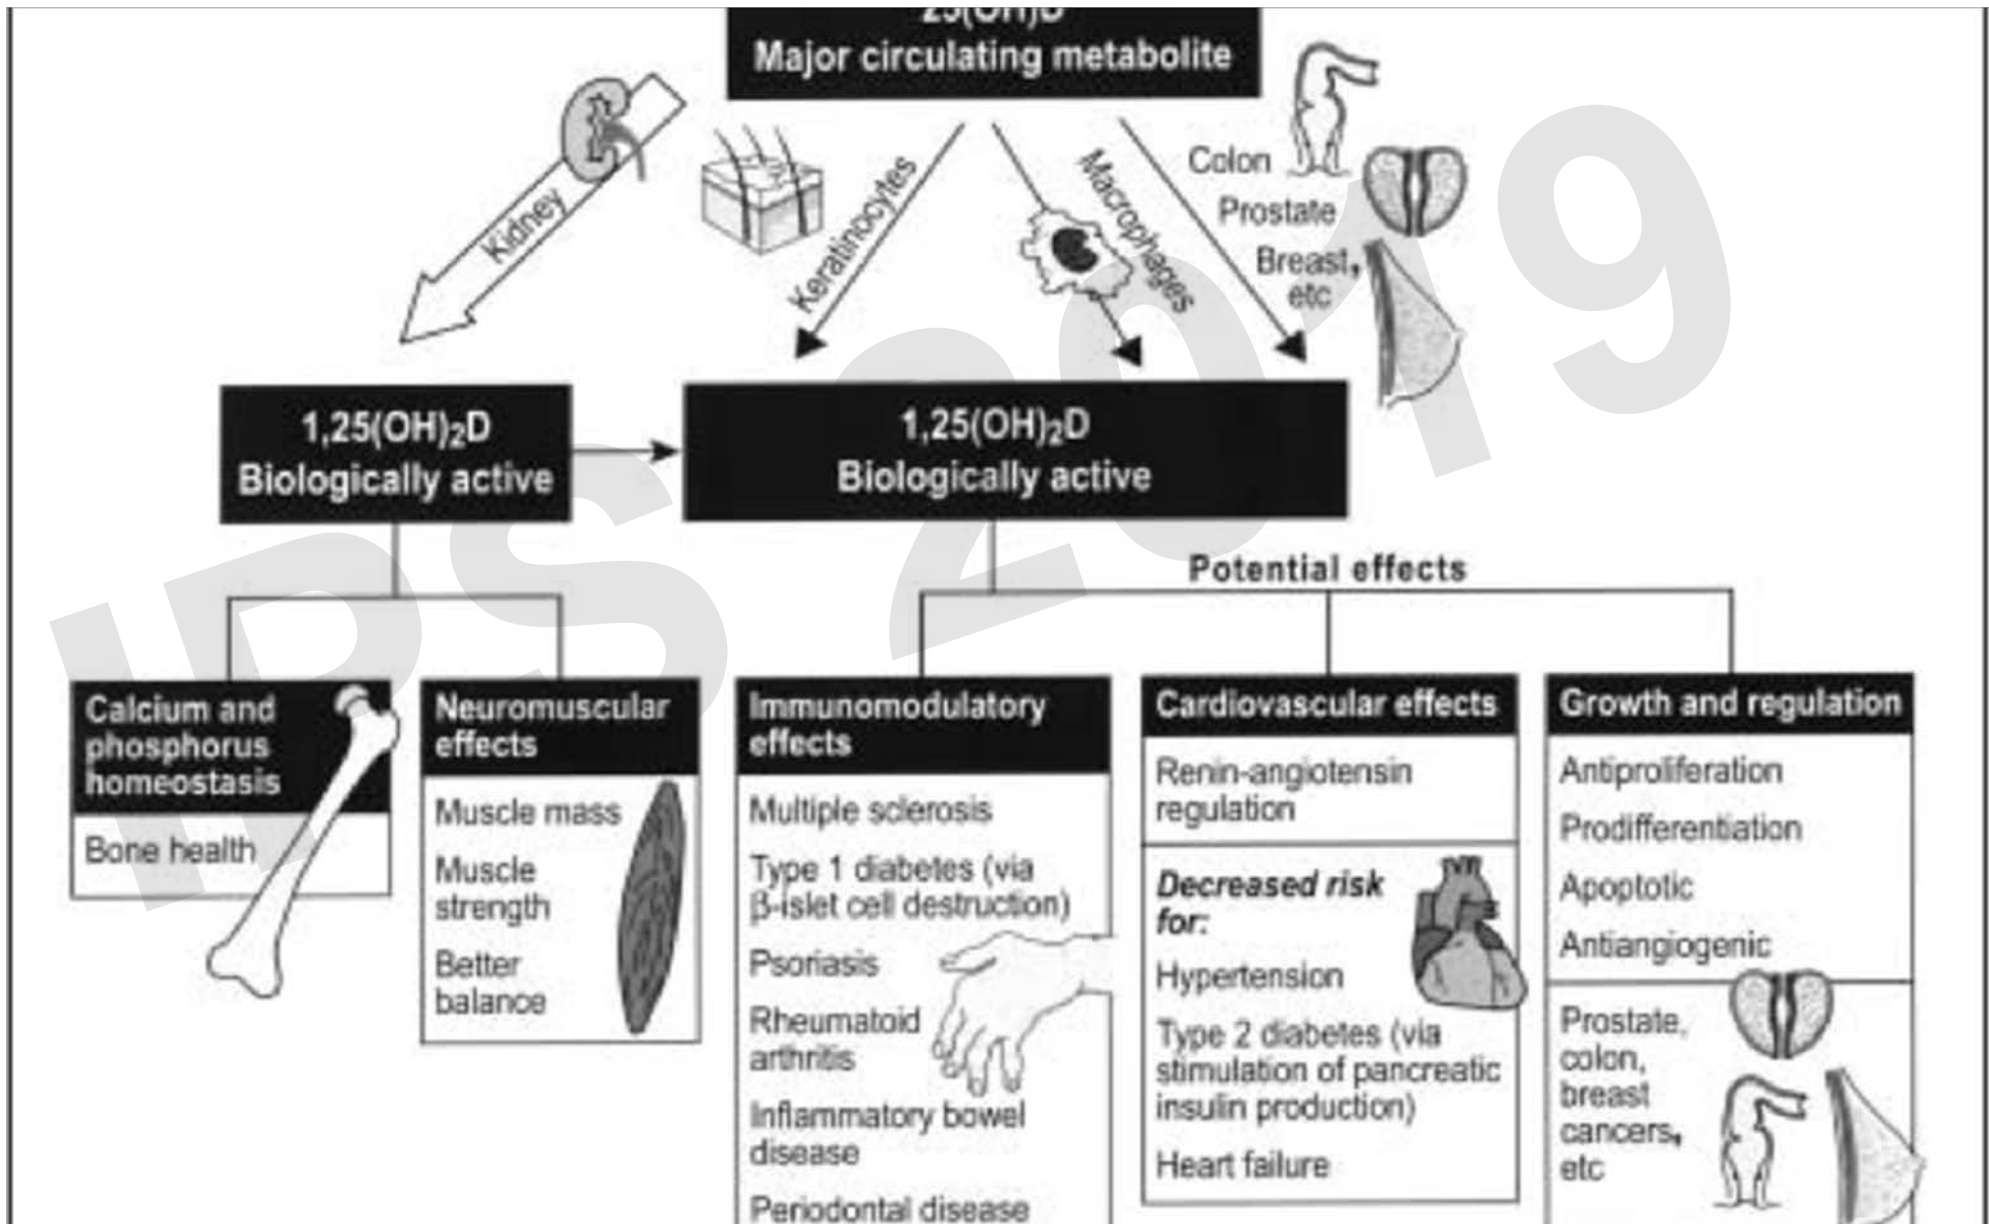 25(OH)D
Major circulating metabolite
Kidney
Keratinocytes
Macrophages
Colon
Prostate
Breast,
etc
1,25(OH)₂D
Biologically active
1,25(OH)₂D
Biologically active
Potential effects
Calcium and
phosphorus
homeostasis
Bone health
Neuromuscular
effects
Muscle mass
Muscle
strength
Better
balance
Immunomodulatory
effects
Multiple sclerosis
Type 1 diabetes (via
β-islet cell destruction)
Psoriasis
Rheumatoid
arthritis
Inflammatory bowel
disease
Periodontal disease
Cardiovascular effects
Renin-angiotensin
regulation
Decreased risk
for:
Hypertension
Type 2 diabetes (via
stimulation of pancreatic
insulin production)
Heart failure
Growth and regulation
Antiproliferation
Prodifferentiation
Apoptotic
Antiangiogenic
Prostate,
colon,
breast
cancers,
etc
IPS 2019